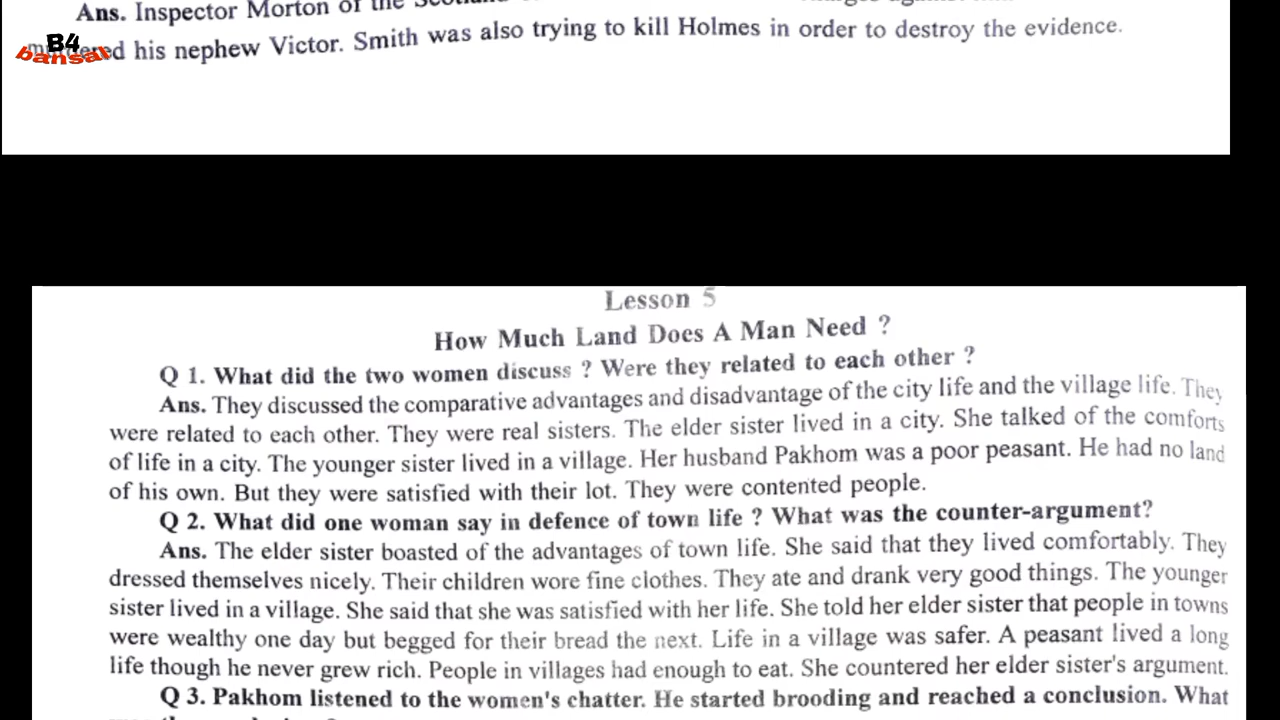 Ans. Inspector Morton of the
B4
bansal
his nephew Victor. Smith was also trying to kill Holmes in order to destroy the evidence.
Lesson 5
How Much Land Does A Man Need ?
Q 1. What did the two women discuss ? Were they related to each other ?
Ans. They discussed the comparative advantages and disadvantage of the city life and the village life. They
were related to each other. They were real sisters. The elder sister lived in a city. She talked of the comforts
of life in a city. The younger sister lived in a village. Her husband Pakhom was a poor peasant. He had no land
of his own. But they were satisfied with their lot. They were contented people.
Q 2. What did one woman say in defence of town life ? What was the counter-argument?
Ans. The elder sister boasted of the advantages of town life. She said that they lived comfortably. They
dressed themselves nicely. Their children wore fine clothes. They ate and drank very good things. The younger
sister lived in a village. She said that she was satisfied with her life. She told her elder sister that people in towns
were wealthy one day but begged for their bread the next. Life in a village was safer. A peasant lived a long
life though he never grew rich. People in villages had enough to eat. She countered her elder sister's argument.
Q 3. Pakhom listened to the women's chatter. He started brooding and reached a conclusion. What